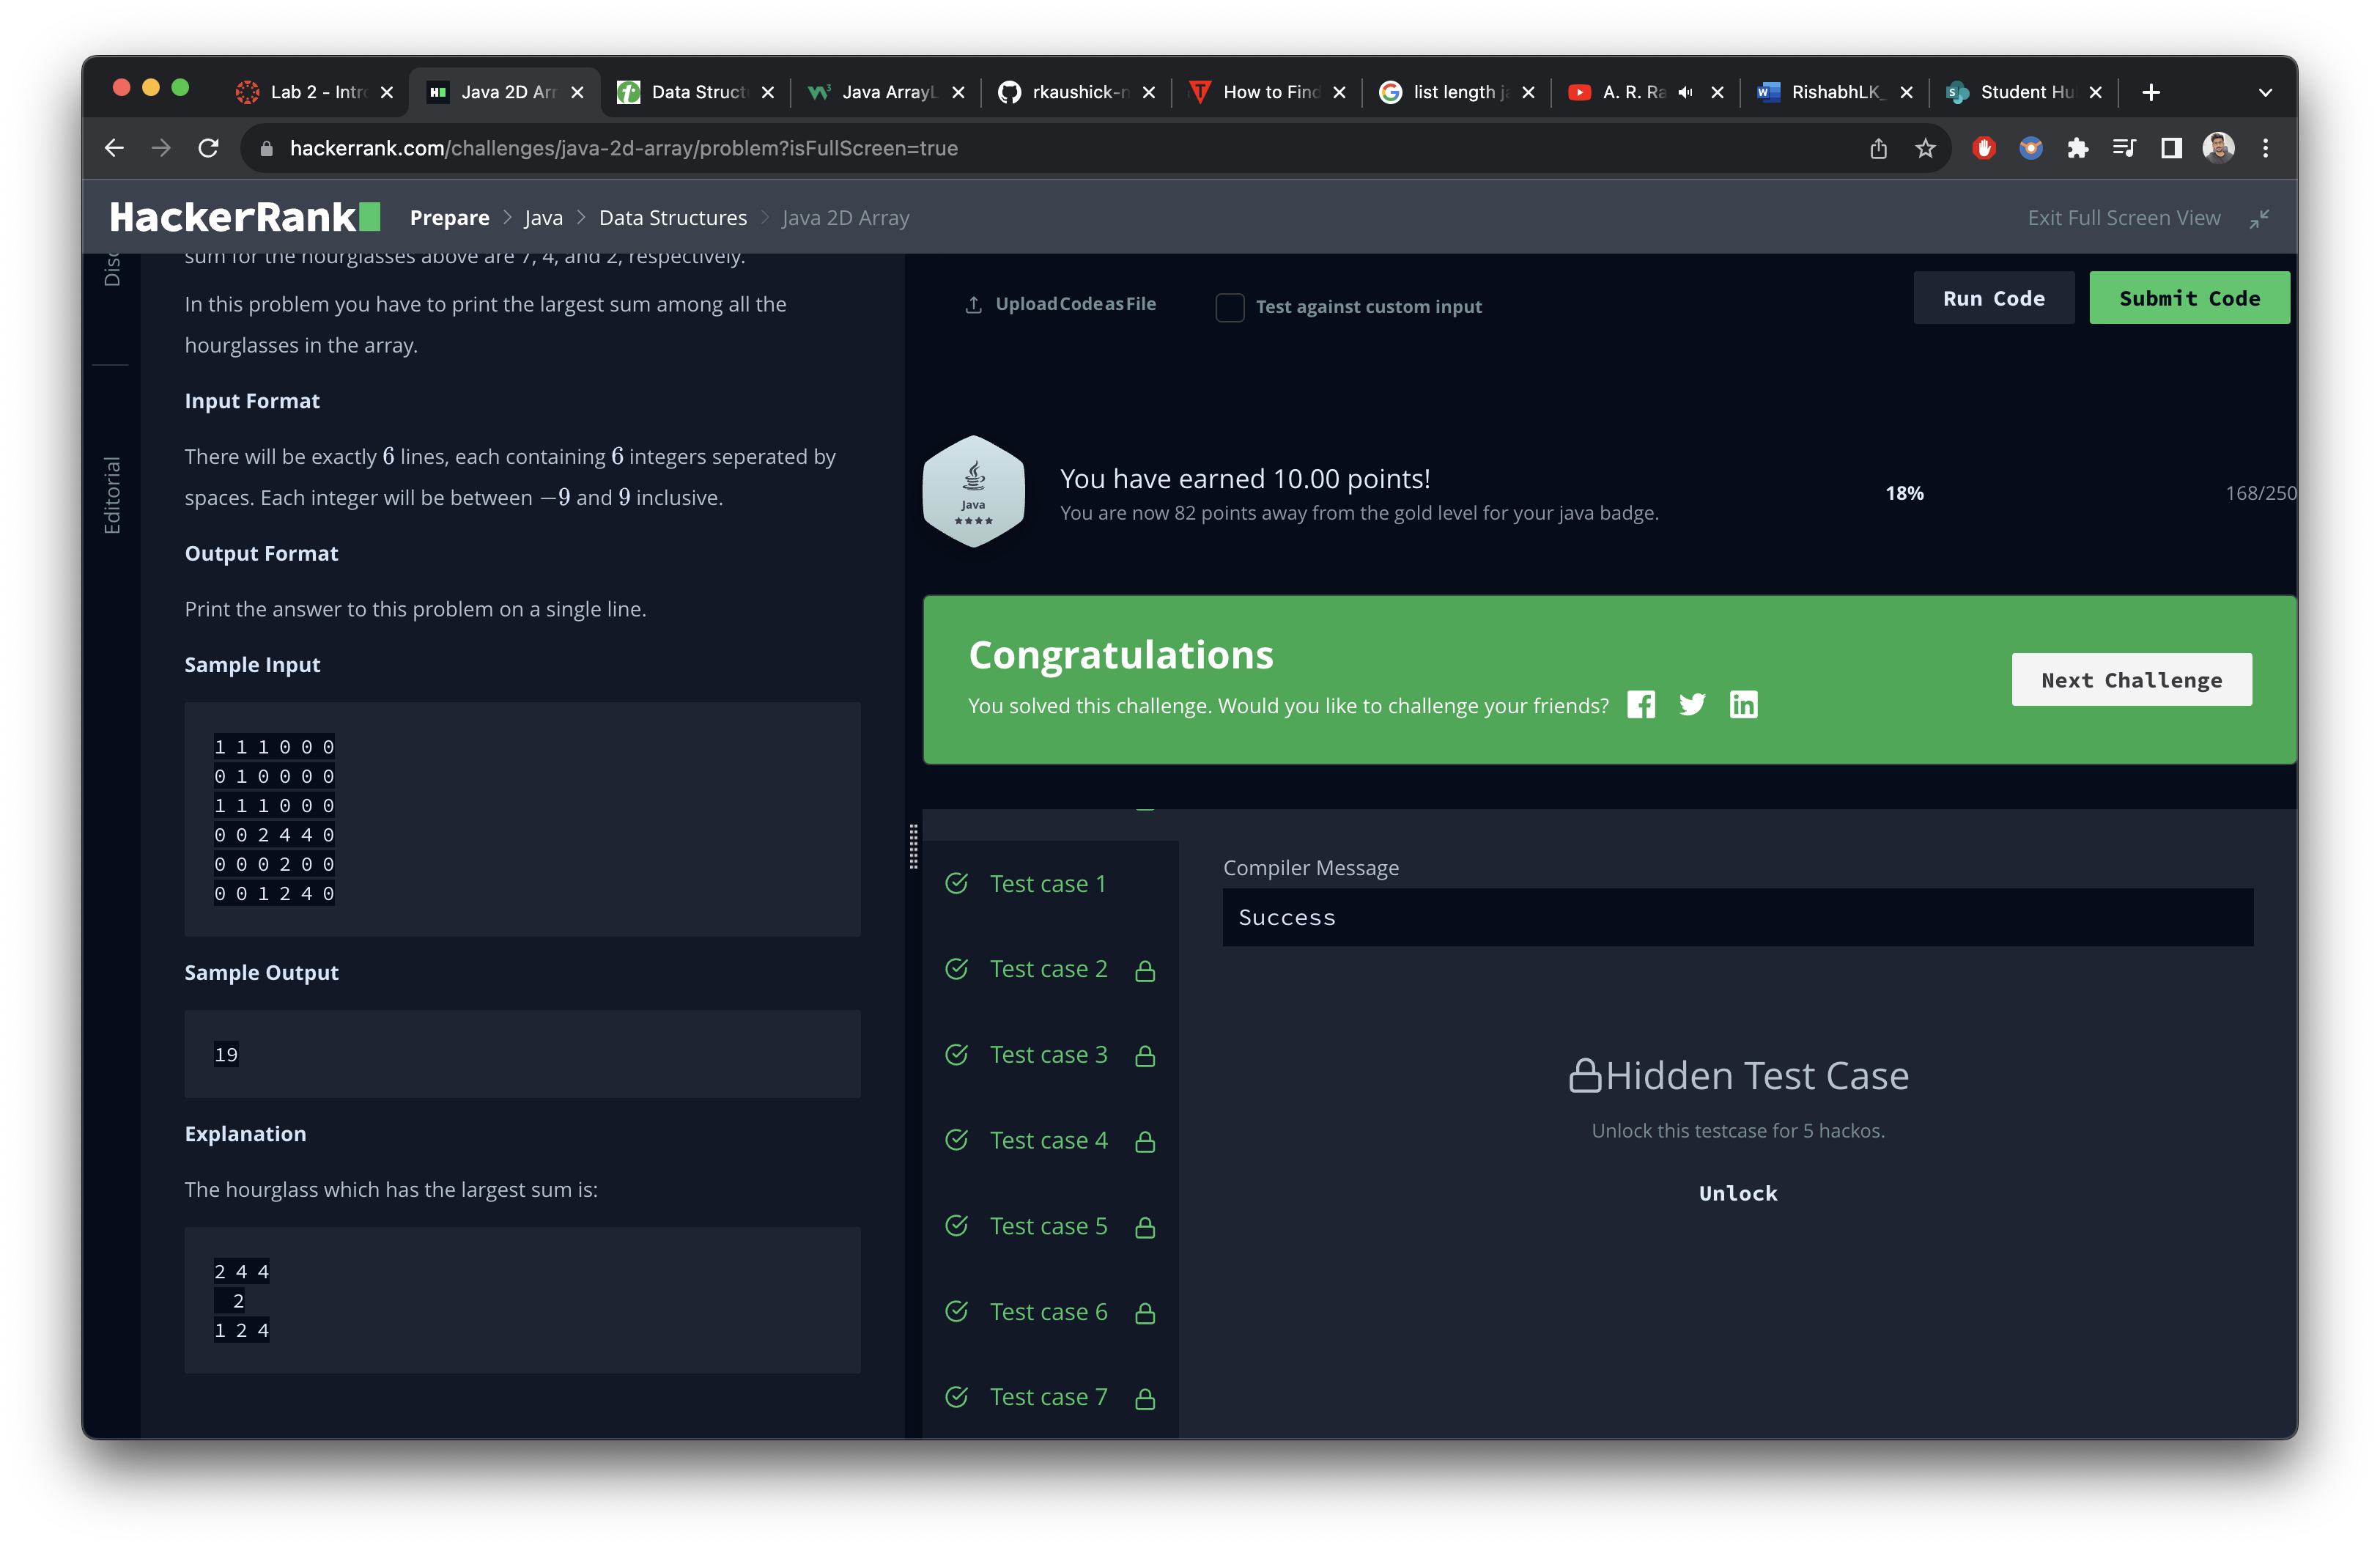 Lab 2 - Intro
Java 2D Arr
Data Struct
Java ArrayL
rkaushick-n
How to Find
list length ja
A. R. Ra
RishabhLK_
Student Hu
hackerrank.com/challenges/java-2d-array/problem?isFullScreen=true
HackerRank
Prepare > Java > Data Structures > Java 2D Array
Exit Full Screen View
Disc
Editorial
sum for the hourglasses above are 7, 4, and 2, respectively.
In this problem you have to print the largest sum among all the
hourglasses in the array.
Input Format
There will be exactly 6 lines, each containing 6 integers seperated by
spaces. Each integer will be between −9 and 9 inclusive.
Output Format
Print the answer to this problem on a single line.
Sample Input
1 1 1 0 0 0
0 1 0 0 0 0
1 1 1 0 0 0
0 0 2 4 4 0
0 0 0 2 0 0
0 0 1 2 4 0
Sample Output
19
Explanation
The hourglass which has the largest sum is:
2 4 4
2
1 2 4
Upload Code as File
Test against custom input
Run Code
Submit Code
Java
You have earned 10.00 points!
You are now 82 points away from the gold level for your java badge.
18%
168/250
Congratulations
You solved this challenge. Would you like to challenge your friends?
Next Challenge
Test case 1
Test case 2
Test case 3
Test case 4
Test case 5
Test case 6
Test case 7
Compiler Message
Success
Hidden Test Case
Unlock this testcase for 5 hackos.
Unlock